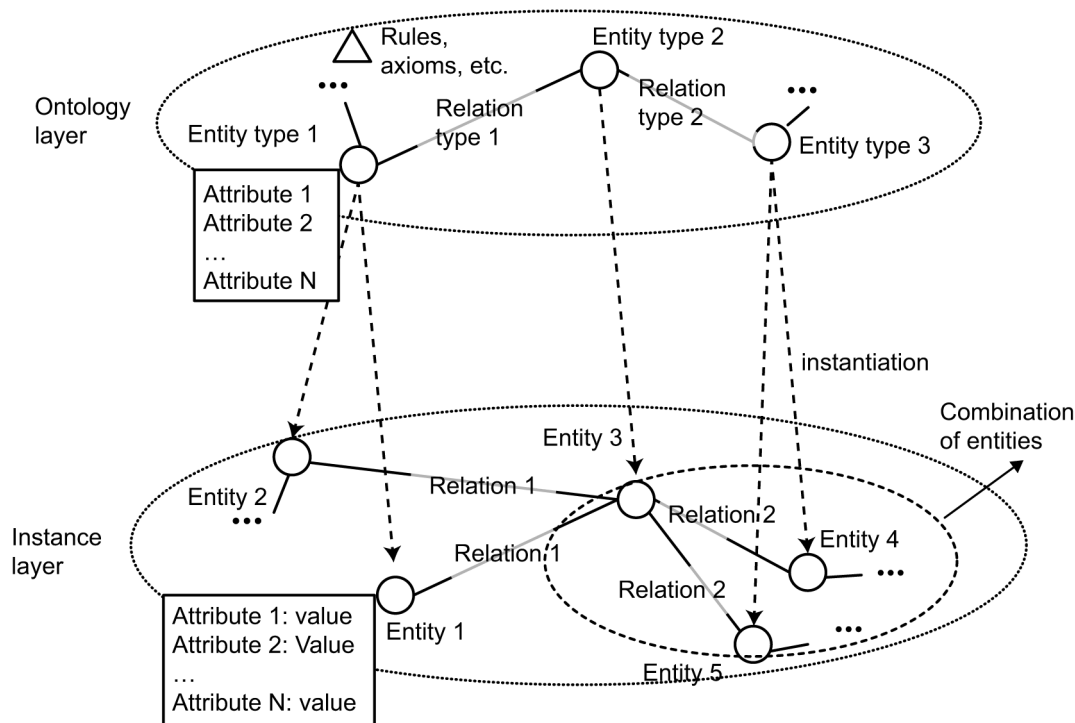 Rules,
axioms, etc.
Entity type 2
•••
•••
Ontology
layer
Relation
type 1
Relation
type 2
Entity type 1
Entity type 3
Attribute 1
Attribute 2
...
Attribute N
instantiation
Combination
of entities
Entity 3
Entity 2
Relation 1
•••
Relation 2
Instance
layer
Relation 1
Entity 4
•••
Relation 2
Attribute 1: value
Attribute 2: Value
...
Attribute N: value
Entity 1
•••
Entity 5